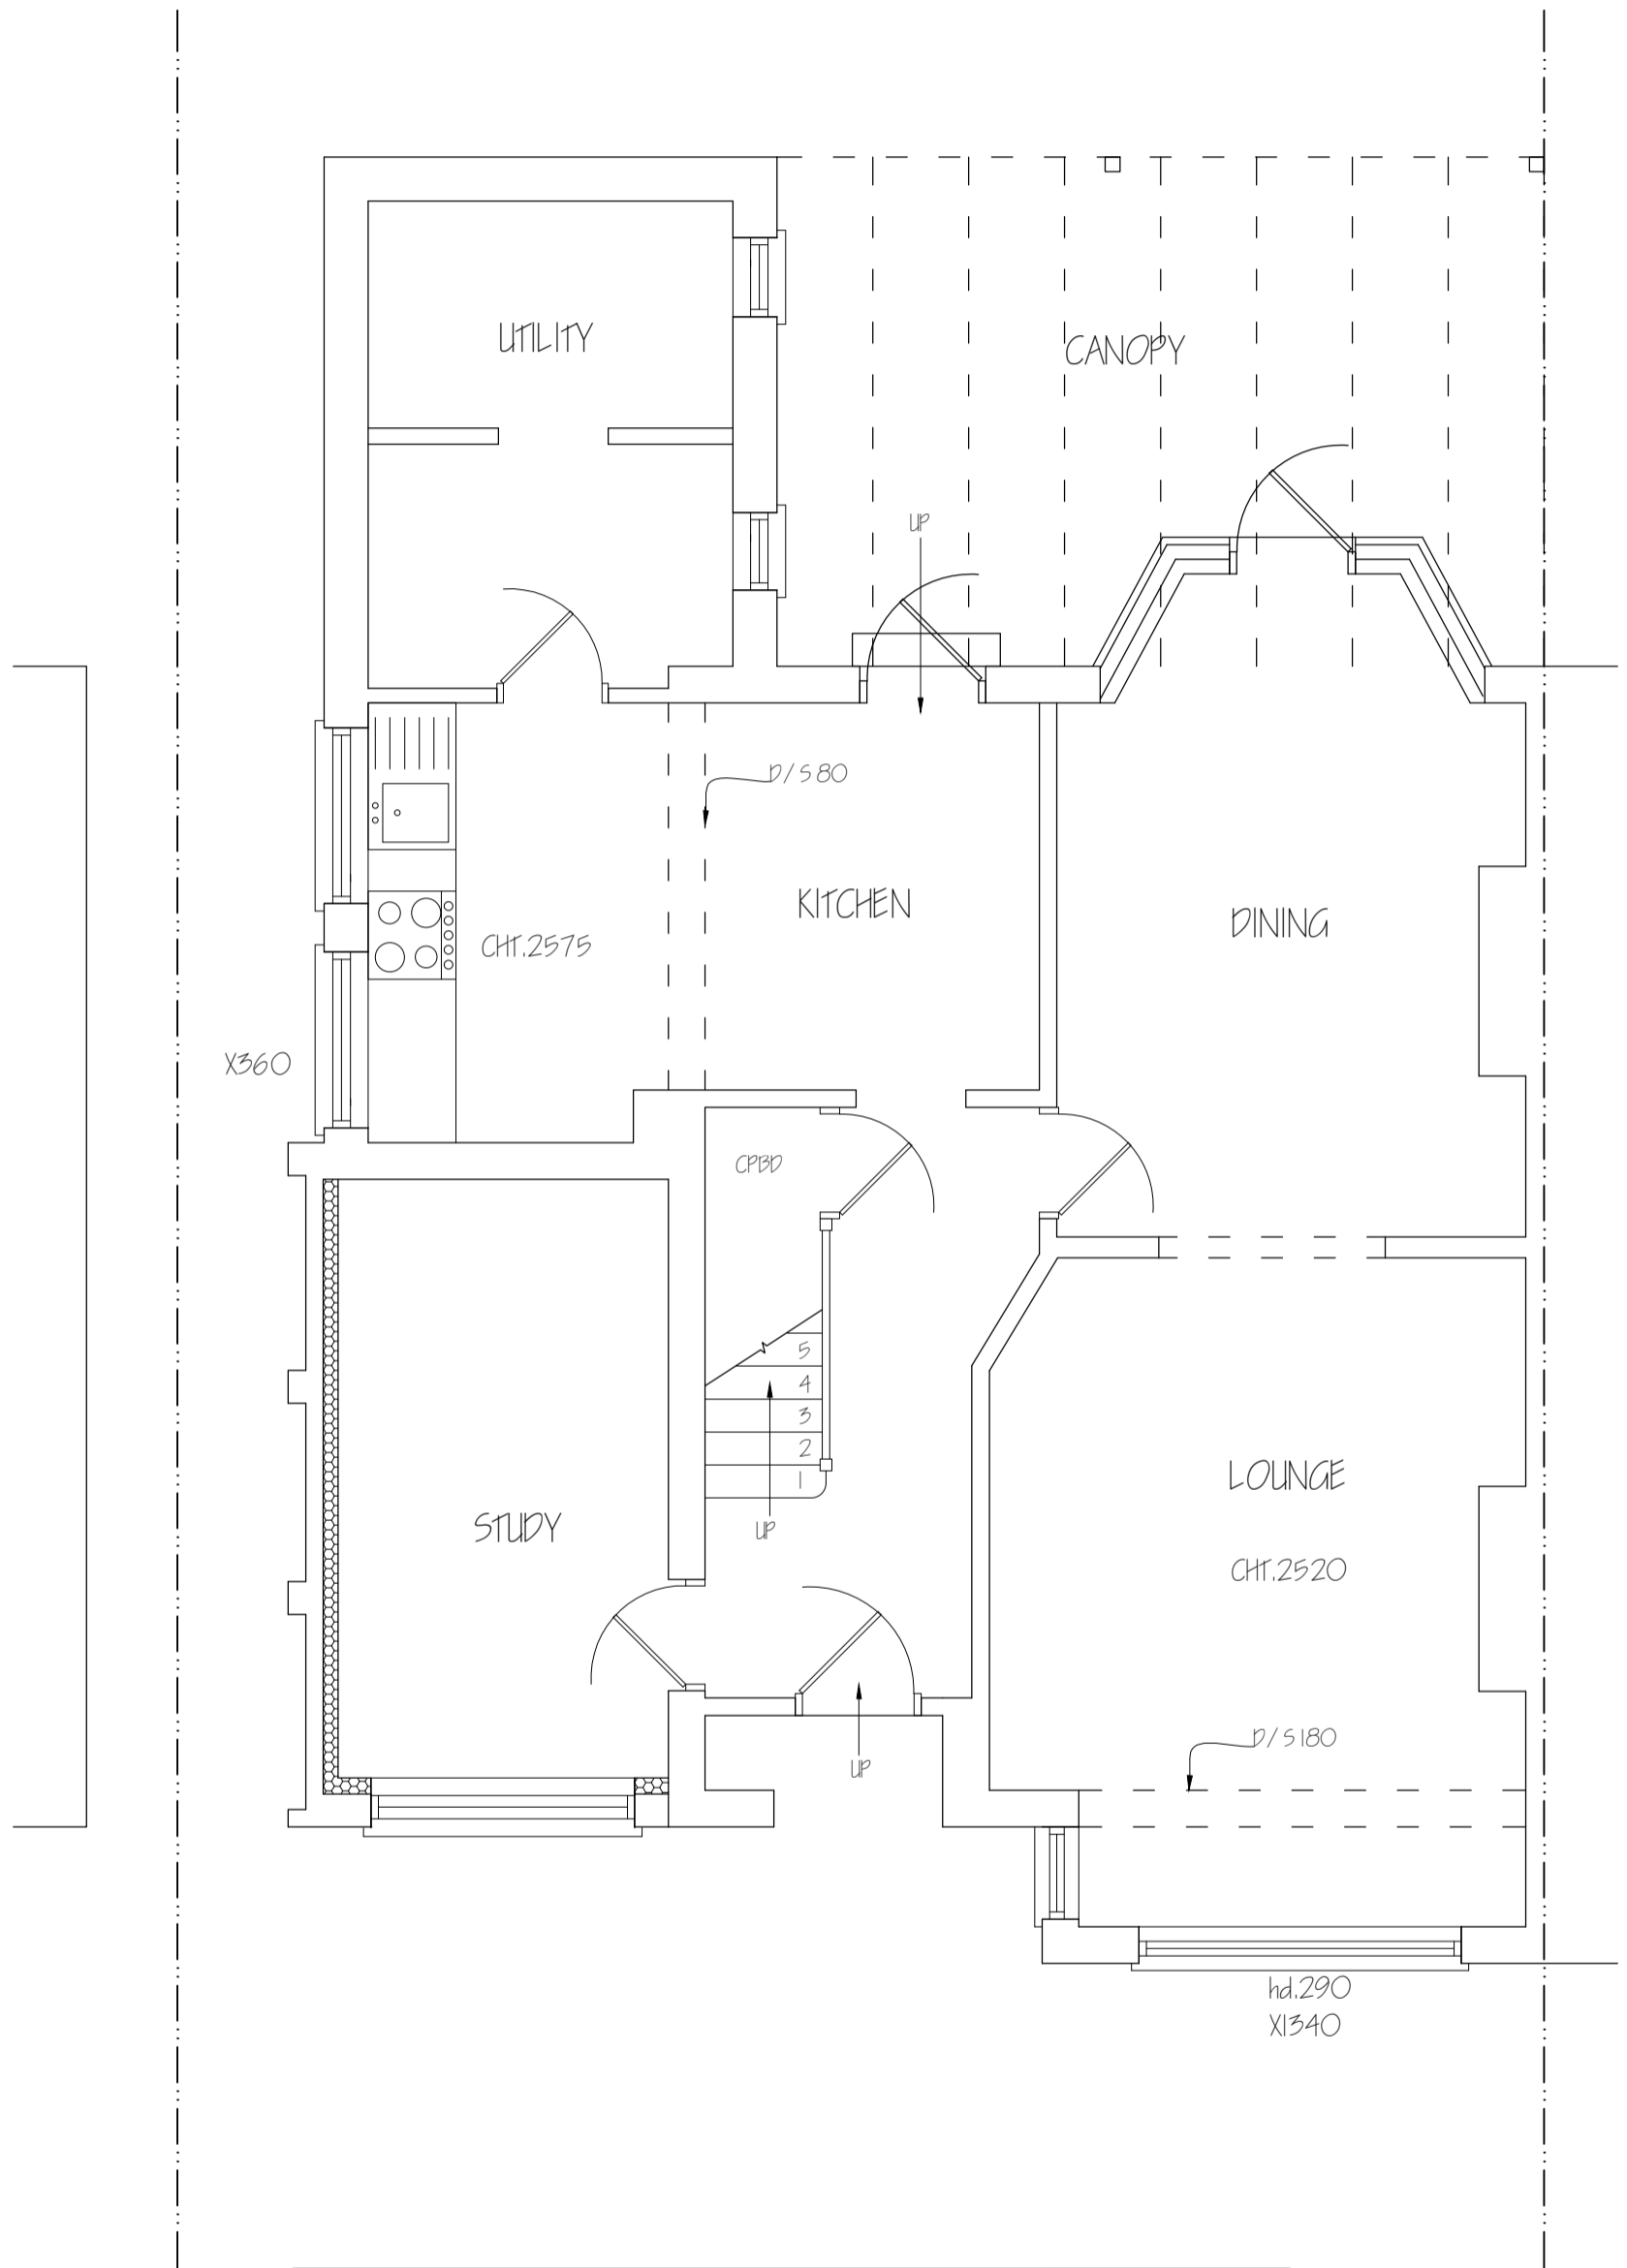 UTILITY
CANOPY
UP
D/S 80
KITCHEN
DINING
CHT.2575
X360
CPBD
5
4
3
2
1
LOUNGE
STUDY
UP
CHT.2520
D/S 180
UP
hd.290
X1340